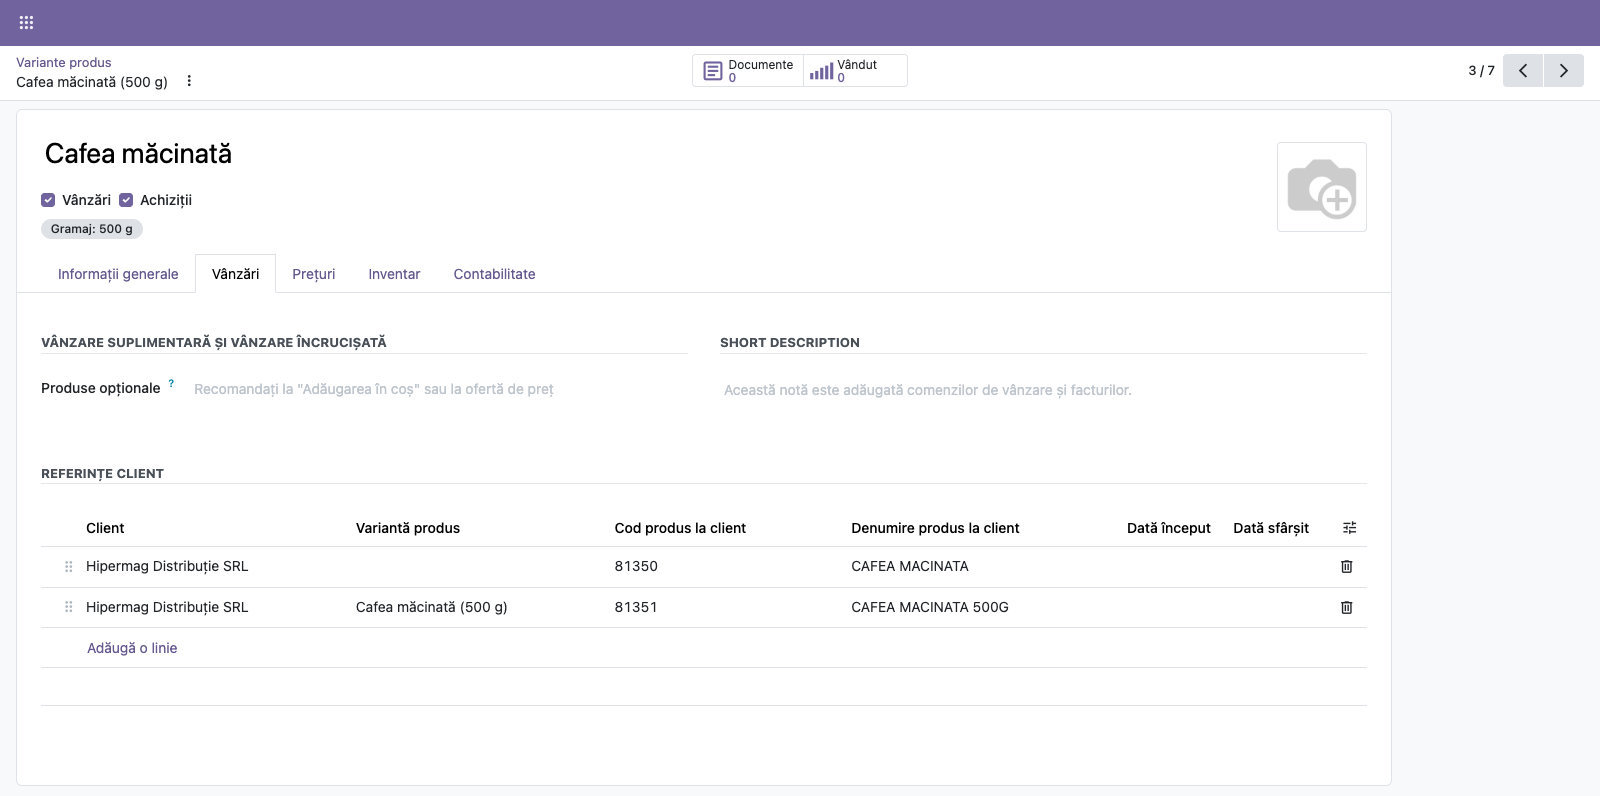 Variante produs
Cafea măcinată (500 g)
Documente
0
Vândut
0
3 / 7
Cafea măcinată
Vânzări
Achiziții
Gramaj: 500 g
Informații generale
Vânzări
Prețuri
Inventar
Contabilitate
VÂNZARE SUPLIMENTARĂ ȘI VÂNZARE ÎNCRUCIȘATĂ
Produse opționale ?
Recomandați la "Adăugarea în coș" sau la ofertă de preț
SHORT DESCRIPTION
Această notă este adăugată comenzilor de vânzare și facturilor.
REFERINȚE CLIENT
Client Variantă produs Cod produs la client Denumire produs la client Dată început Dată sfârșit
Hipermag Distribuție SRL 81350 CAFEA MACINATA
Hipermag Distribuție SRL Cafea măcinată (500 g) 81351 CAFEA MACINATA 500G
Adăugă o linie